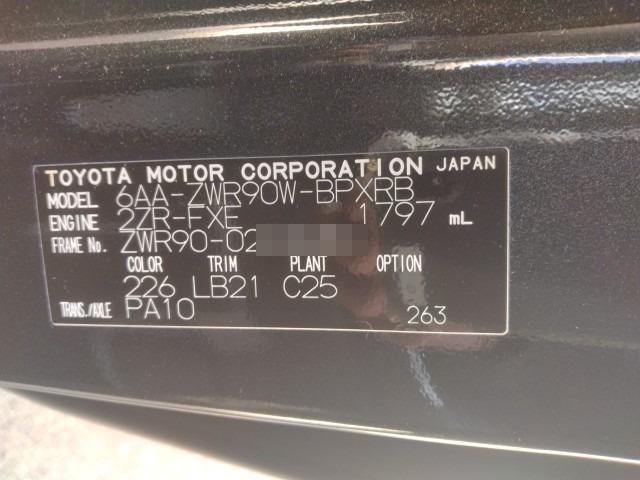 TOYOTA MOTOR CORPORATION JAPAN
MODEL 6AA-ZWR90W-BPXRB
ENGINE 2ZR-FXE 1797 mL
FRAME No. ZWR90-02
COLOR TRIM PLANT OPTION
226 LB21 C25
TRANS./AXLE PA10 263